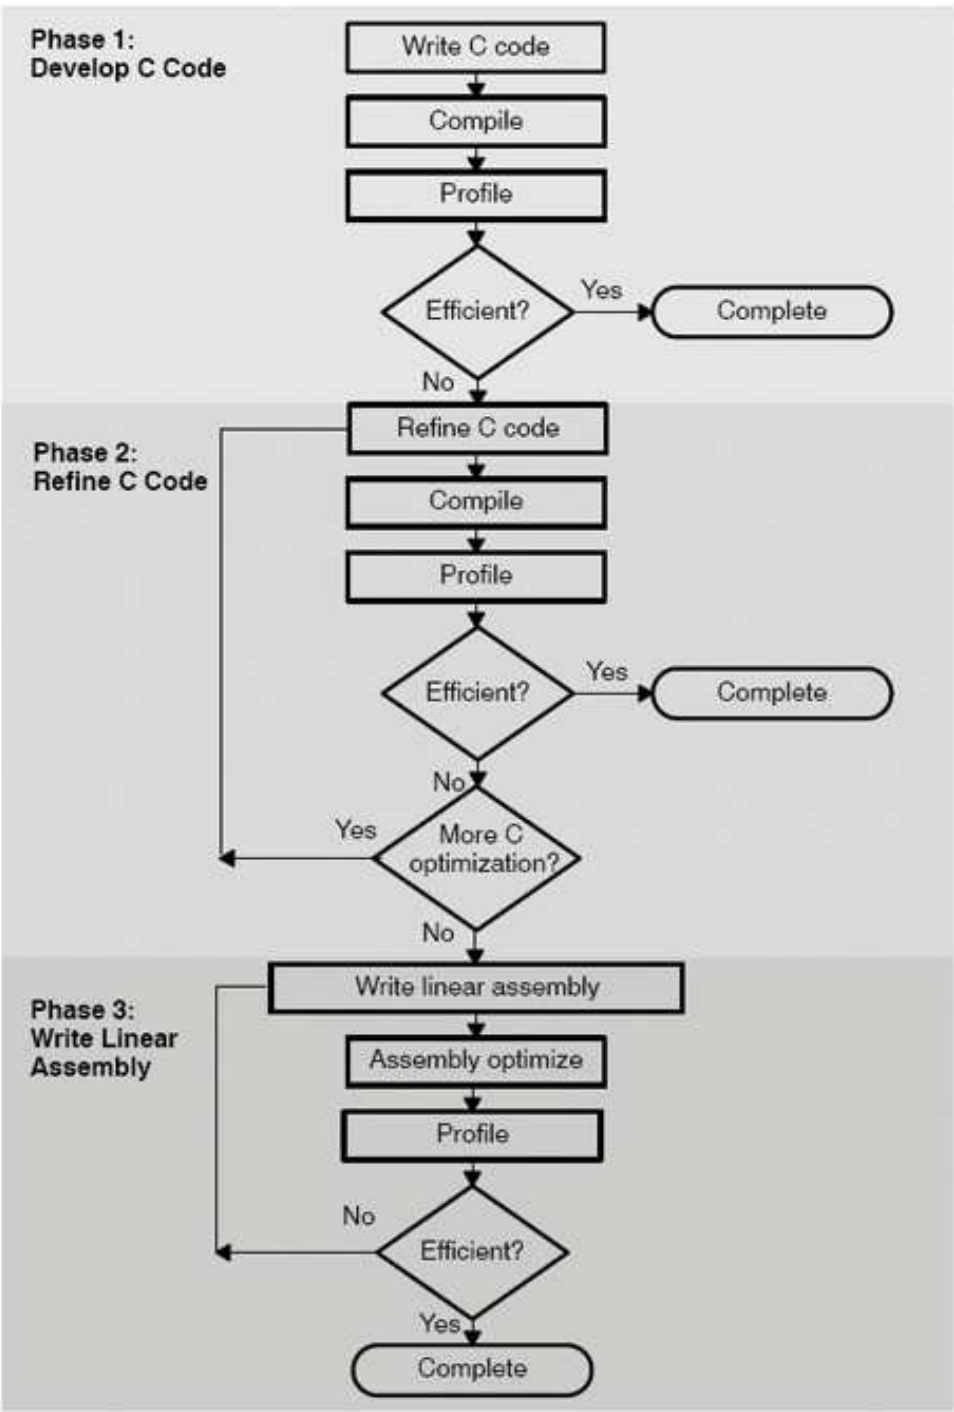 Phase 1:
Develop C Code
Write C code
Compile
Profile
Efficient?
Yes
Complete
No
Phase 2:
Refine C Code
Refine C code
Compile
Profile
Efficient?
Yes
Complete
No
More C
optimization?
Yes
No
Phase 3:
Write Linear
Assembly
Write linear assembly
Assembly optimize
Profile
No
Efficient?
Yes
Complete